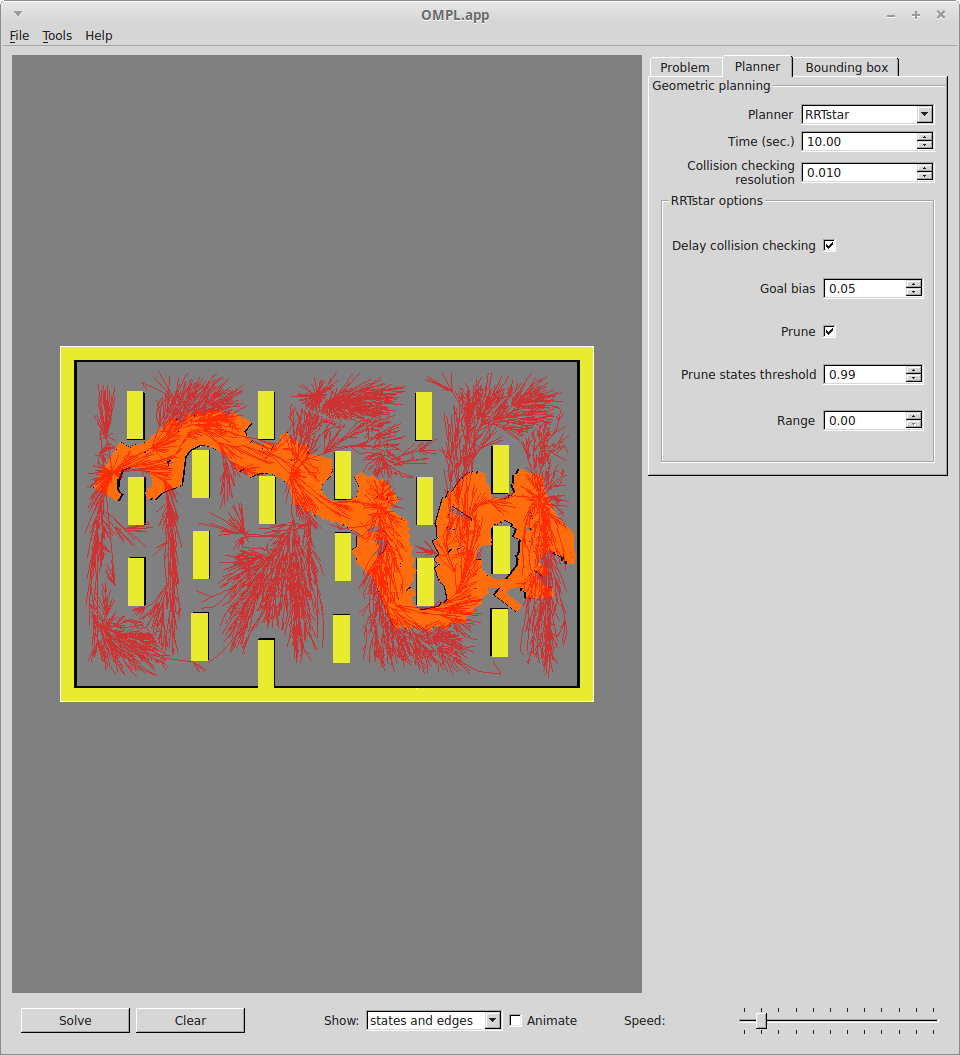 OMPL.app
File Tools Help
Problem Planner Bounding box
Geometric planning
Planner RRTstar
Time (sec.) 10.00
Collision checking
resolution 0.010
RRTstar options
Delay collision checking
Goal bias 0.05
Prune
Prune states threshold 0.99
Range 0.00
Solve Clear Show: states and edges Animate Speed: